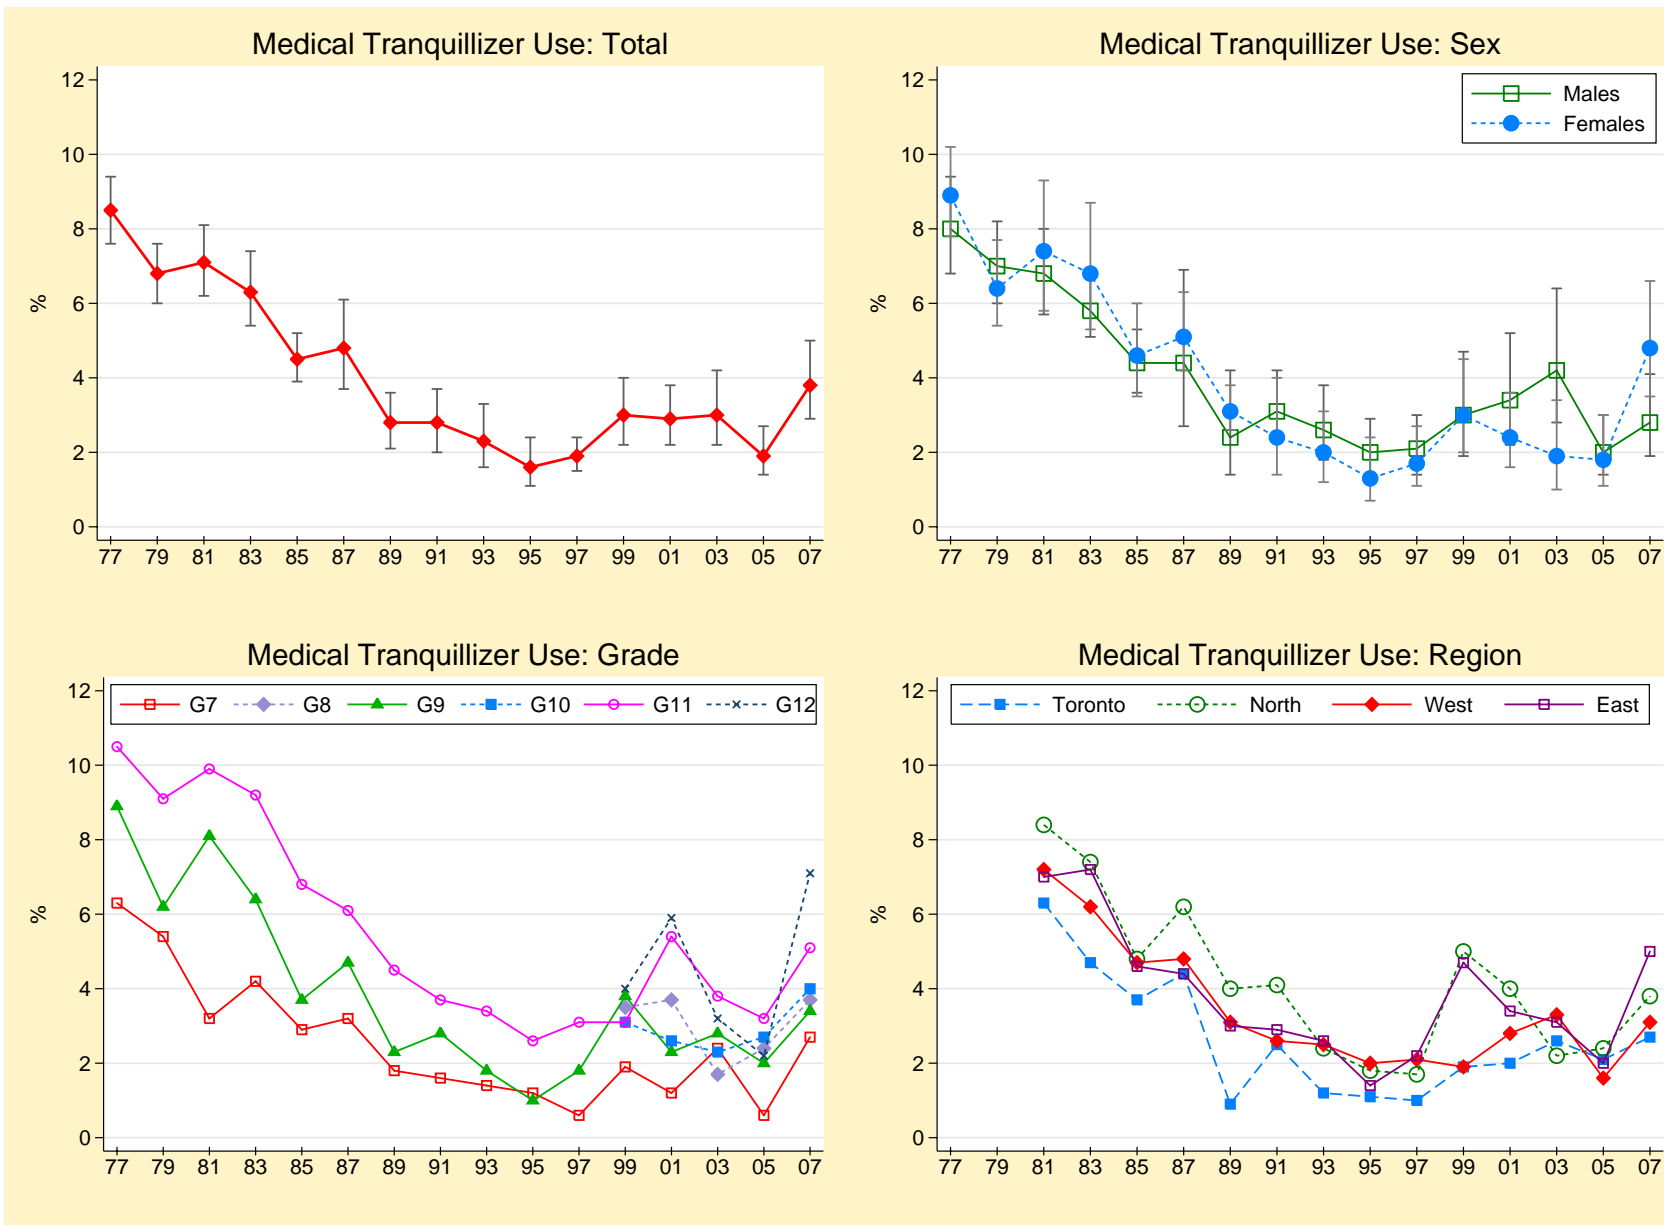 Medical Tranquillizer Use: Total
12
10
8
6
4
2
0
%
77 79 81 83 85 87 89 91 93 95 97 99 01 03 05 07
Medical Tranquillizer Use: Sex
Males
Females
12
10
8
6
4
2
0
%
77 79 81 83 85 87 89 91 93 95 97 99 01 03 05 07
Medical Tranquillizer Use: Grade
G7 G8 G9 G10 G11 G12
12
10
8
6
4
2
0
%
77 79 81 83 85 87 89 91 93 95 97 99 01 03 05 07
Medical Tranquillizer Use: Region
Toronto North West East
12
10
8
6
4
2
0
%
77 79 81 83 85 87 89 91 93 95 97 99 01 03 05 07